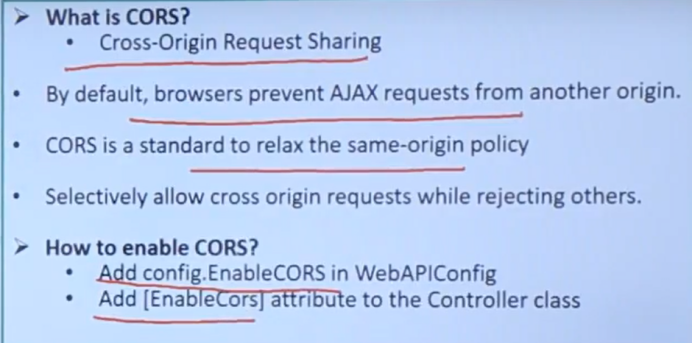 ➤ What is CORS?
• Cross-Origin Request Sharing
• By default, browsers prevent AJAX requests from another origin.
• CORS is a standard to relax the same-origin policy
• Selectively allow cross origin requests while rejecting others.
➤ How to enable CORS?
• Add config.EnableCORS in WebAPIConfig
• Add [EnableCors] attribute to the Controller class